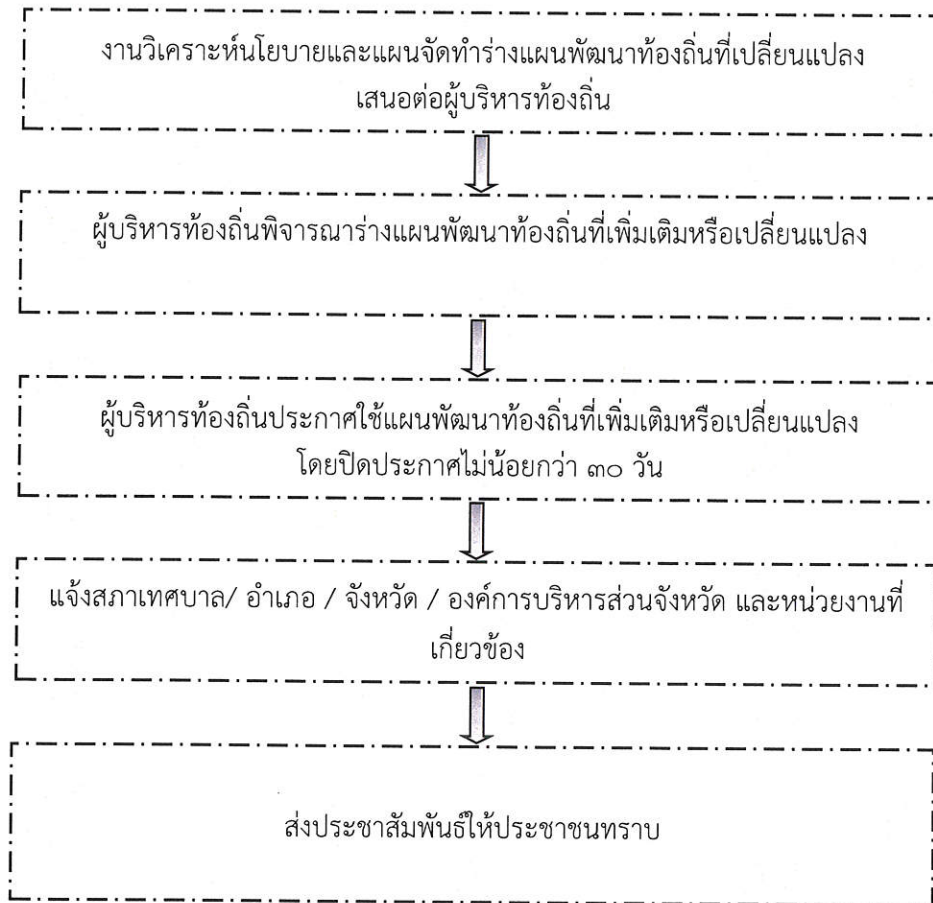 งานวิเคราะห์นโยบายและแผนจัดทำร่างแผนพัฒนาท้องถิ่นที่เปลี่ยนแปลง
เสนอต่อผู้บริหารท้องถิ่น
ผู้บริหารท้องถิ่นพิจารณาร่างแผนพัฒนาท้องถิ่นที่เพิ่มเติมหรือเปลี่ยนแปลง
ผู้บริหารท้องถิ่นประกาศใช้แผนพัฒนาท้องถิ่นที่เพิ่มเติมหรือเปลี่ยนแปลง
โดยปิดประกาศไม่น้อยกว่า ๓๐ วัน
แจ้งสภาเทศบาล/ อำเภอ / จังหวัด / องค์การบริหารส่วนจังหวัด และหน่วยงานที่
เกี่ยวข้อง
ส่งประชาสัมพันธ์ให้ประชาชนทราบ